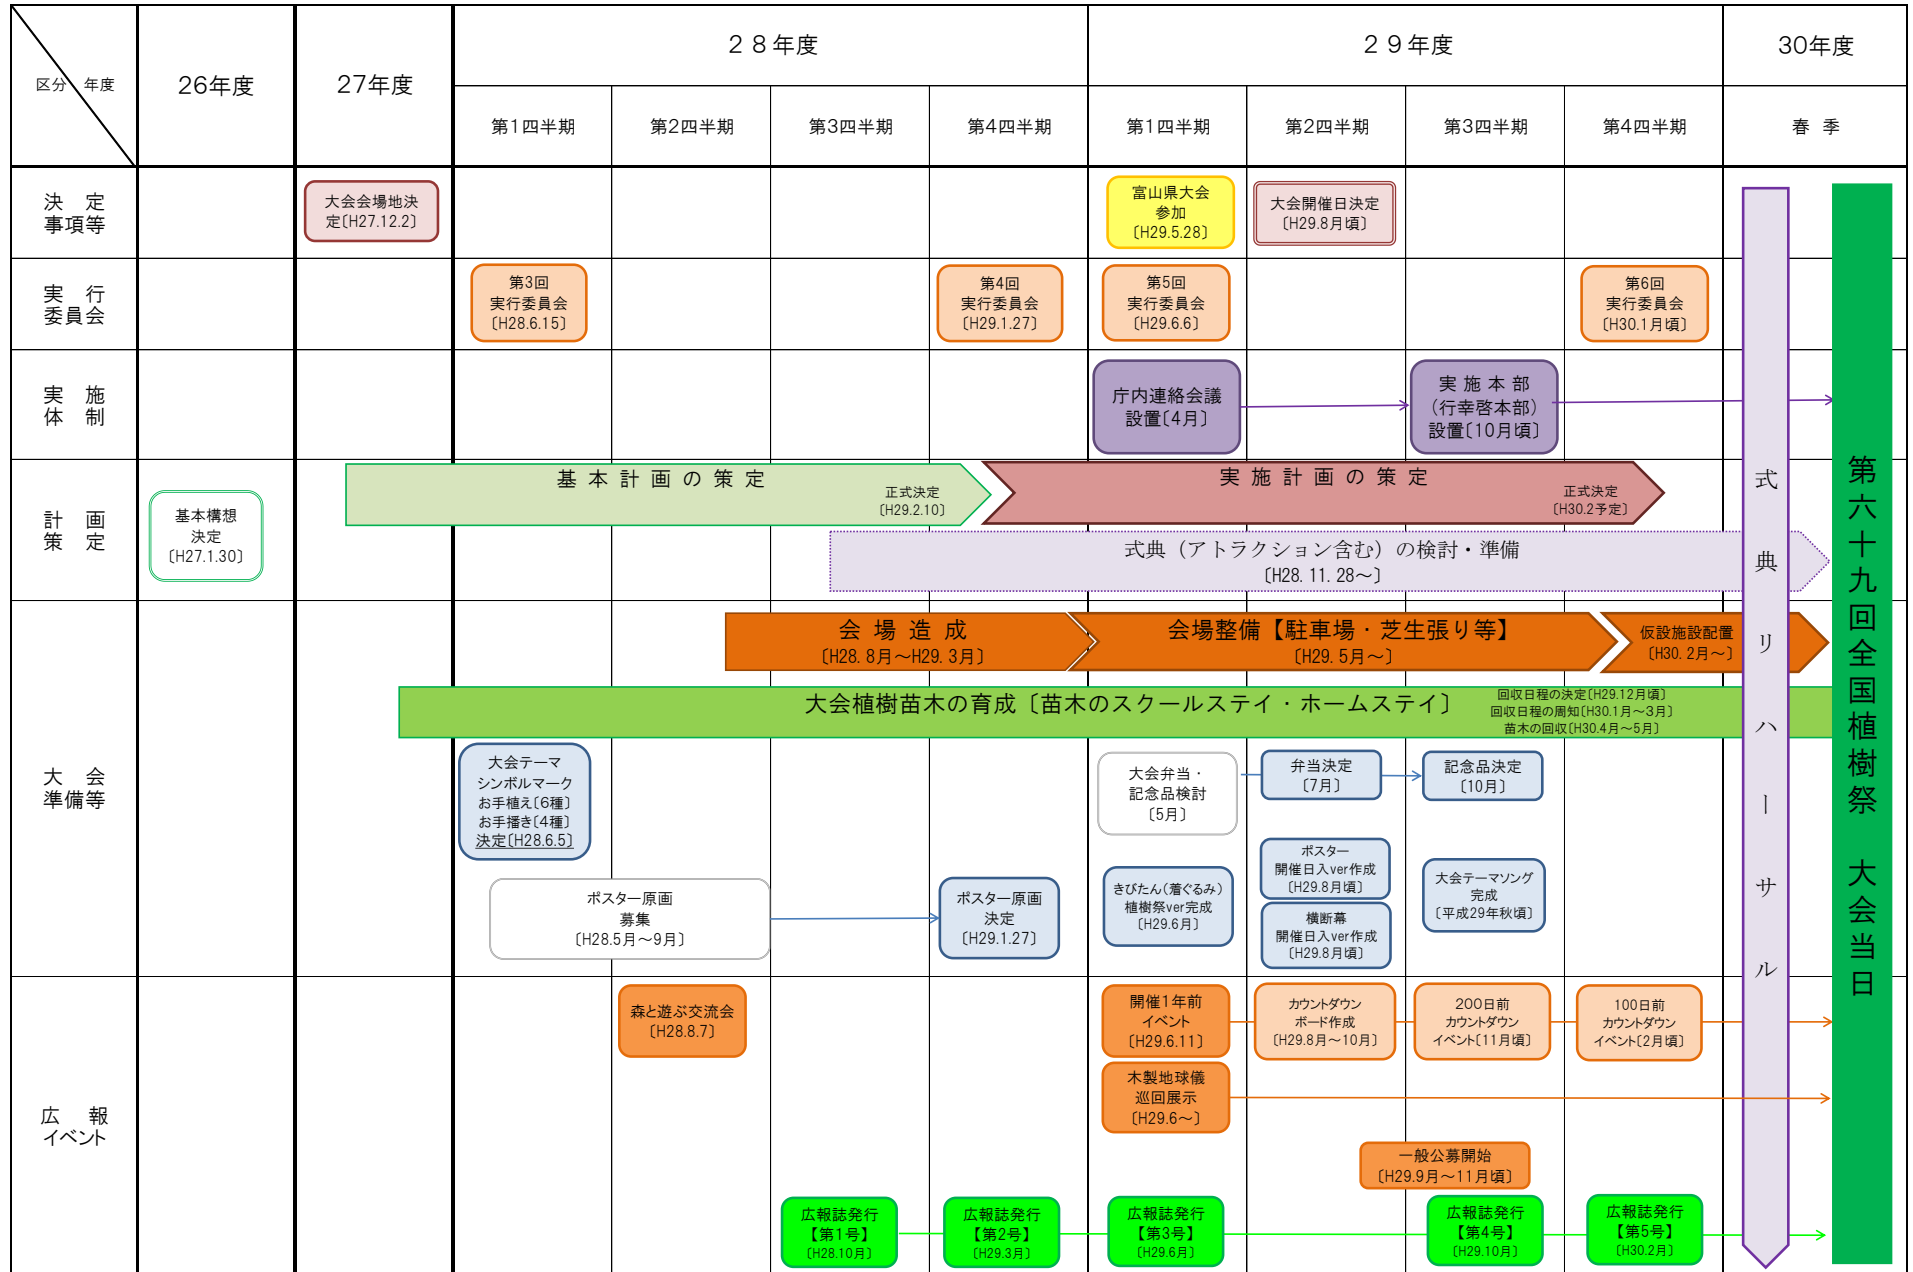 区分 年度
26年度
27年度
２８年度
２９年度
30年度
第1四半期
第2四半期
第3四半期
第4四半期
第1四半期
第2四半期
第3四半期
第4四半期
春 季
決 定
事項等
大会会場地決
定〔H27.12.2〕
富山県大会
参加
〔H29.5.28〕
大会開催日決定
〔H29.8月頃〕
実 行
委員会
第3回
実行委員会
〔H28.6.15〕
第4回
実行委員会
〔H29.1.27〕
第5回
実行委員会
〔H29.6.6〕
第6回
実行委員会
〔H30.1月頃〕
実 施
体 制
庁内連絡会議
設置〔4月〕
実 施 本 部
（行幸啓本部）
設置〔10月頃〕
計 画
策 定
基本構想
決定
〔H27.1.30〕
基 本 計 画 の 策 定
正式決定
〔H29.2.10〕
実 施 計 画 の 策 定
正式決定
〔H30.2予定〕
式典（アトラクション含む）の検討・準備
〔H28.11.28～〕
大 会
準備等
会 場 造 成
〔H28.8月～H29.3月〕
会場整備【駐車場・芝生張り等】
〔H29.5月～〕
仮設施設配置
〔H30.2月～〕
大会植樹苗木の育成〔苗木のスクールステイ・ホームステイ〕
回収日程の決定〔H29.12月頃〕
回収日程の周知〔H30.1月～3月〕
苗木の回収〔H30.4月～5月〕
大会テーマ
シンボルマーク
お手植え〔6種〕
お手播き〔4種〕
決定〔H28.6.5〕
大会弁当・
記念品検討
〔5月〕
弁当決定
〔7月〕
記念品決定
〔10月〕
ポスター原画
募集
〔H28.5月～9月〕
ポスター原画
決定
〔H29.1.27〕
きびたん（着ぐるみ）
植樹祭ver完成
〔H29.6月〕
ポスター
開催日入ver作成
〔H29.8月頃〕
横断幕
開催日入ver作成
〔H29.8月頃〕
大会テーマソング
完成
〔平成29年秋頃〕
広 報
イベント
森と遊ぶ交流会
〔H28.8.7〕
開催1年前
イベント
〔H29.6.11〕
カウントダウン
ボード作成
〔H29.8月～10月〕
200日前
カウントダウン
イベント〔11月頃〕
100日前
カウントダウン
イベント〔2月頃〕
木製地球儀
巡回展示
〔H29.6～〕
一般公募開始
〔H29.9月～11月頃〕
広報誌発行
【第1号】
〔H28.10月〕
広報誌発行
【第2号】
〔H29.3月〕
広報誌発行
【第3号】
〔H29.6月〕
広報誌発行
【第4号】
〔H29.10月〕
広報誌発行
【第5号】
〔H30.2月〕
式典リハーサル
第六十九回全国植樹祭 大会当日